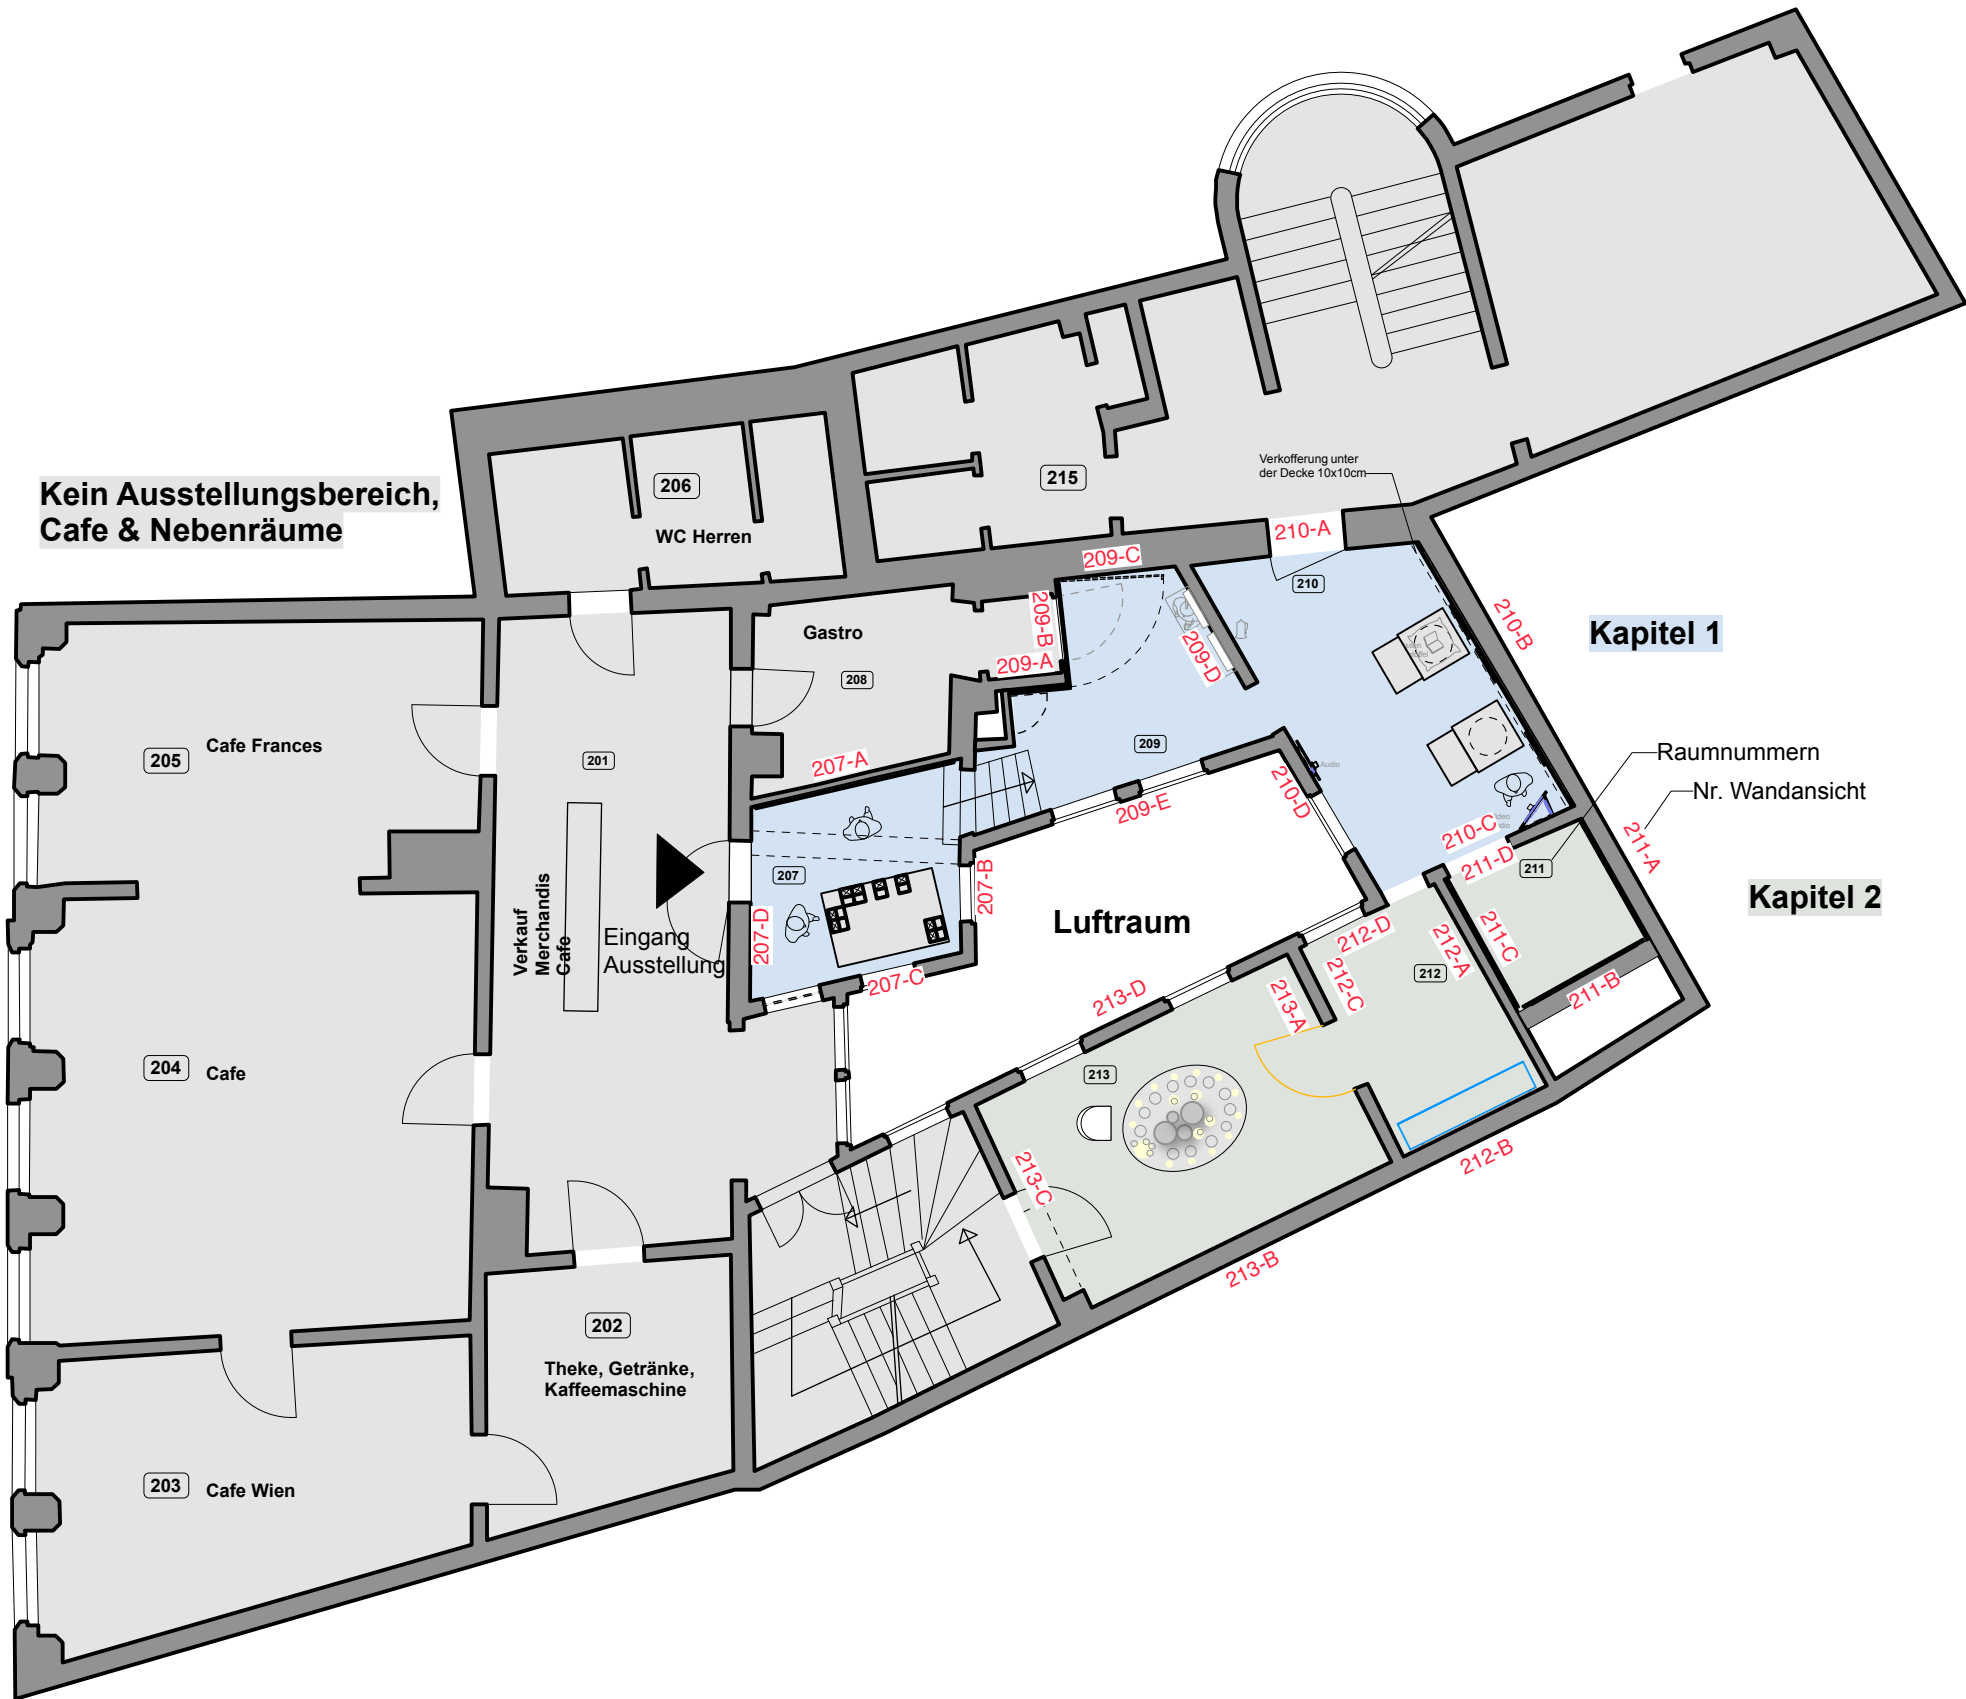 Kein Ausstellungsbereich,
Cafe & Nebenräume
206
WC Herren
215
Verkofferung unter
der Decke 10x10cm
210-A
209-C
210
209-B
Gastro
209-A
209-D
208
210-B
Kapitel 1
205
Cafe Frances
201
207-A
209
Audio
Raumnummern
Nr. Wandansicht
209-E
210-D
210-C
211-D
211-A
211
207
207-B
207-D
Verkauf
Merchandis
Cafe
Eingang
Ausstellung
207-C
Luftraum
Kapitel 2
212-D
212-A
211-C
212
212-C
211-B
213-D
213-A
204
Cafe
213
213-C
212-B
213-B
202
Theke, Getränke,
Kaffeemaschine
203
Cafe Wien